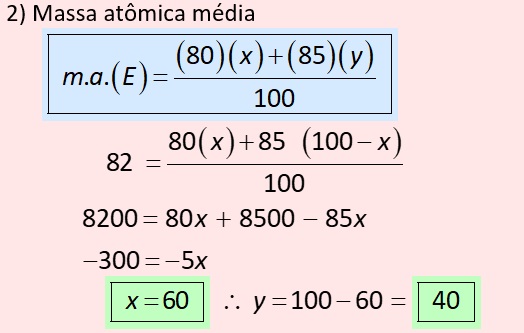 2) Massa atômica média
m.a.(E) = (80)(x)+(85)(y) / 100
82 = 80(x)+85 (100−x) / 100
8200 = 80x + 8500 − 85x
−300 = −5x
x = 60 ∴ y = 100 − 60 = 40